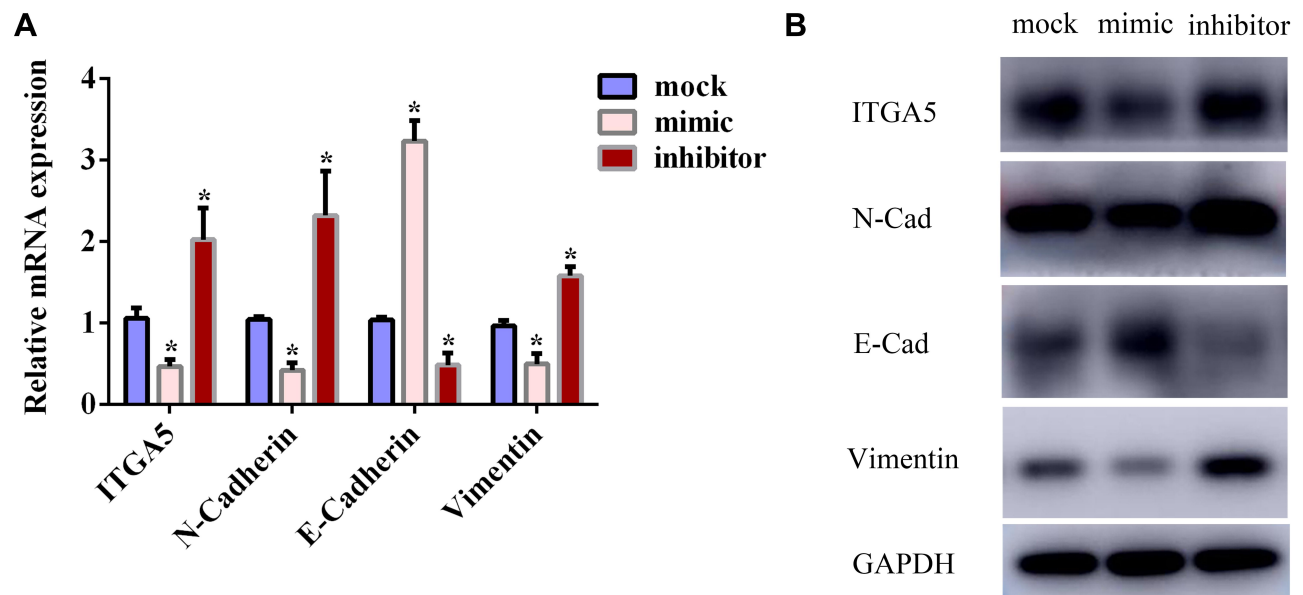 A
Relative mRNA expression
4
3
2
1
0
* * * * * * * *
ITGA5
N-Cadherin
E-Cadherin
Vimentin
mock
mimic
inhibitor
B
mock mimic inhibitor
ITGA5
N-Cad
E-Cad
Vimentin
GAPDH